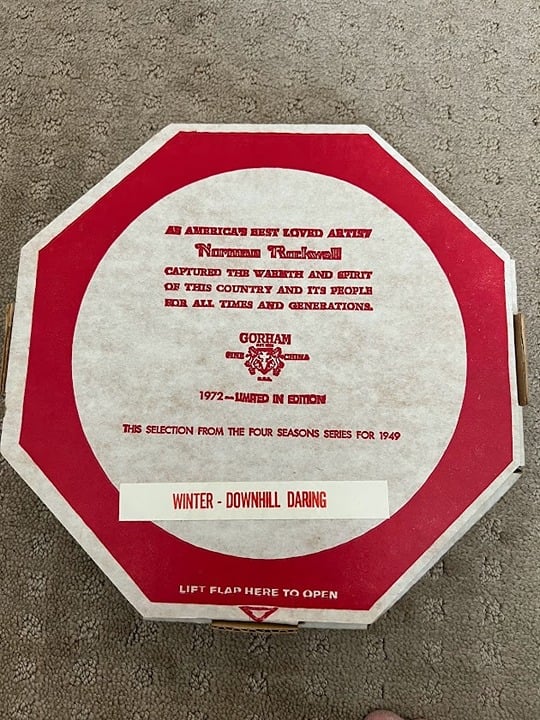 AS AMERICA'S BEST LOVED ARTIST
Norman Rockwell
CAPTURED THE WARMTH AND SPIRIT
OF THIS COUNTRY AND ITS PEOPLE
FOR ALL TIMES AND GENERATIONS.
GORHAM
FINE CHINA
U.S.A.
1972—LIMITED IN EDITION
THIS SELECTION FROM THE FOUR SEASONS SERIES FOR 1949
WINTER - DOWNHILL DARING
LIFT FLAP HERE TO OPEN